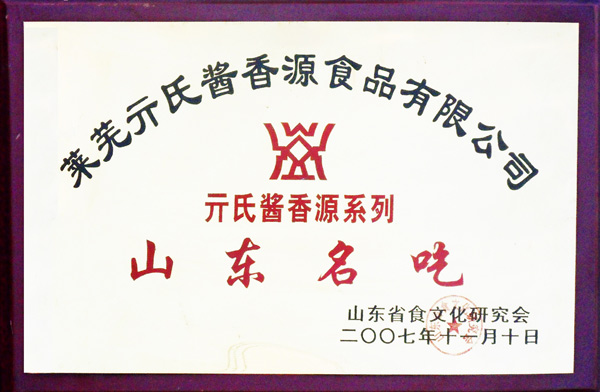 莱芜亓氏酱香源食品有限公司
亓氏酱香源系列
山东名吃
山东省食文化研究会
二〇〇七年十一月十日